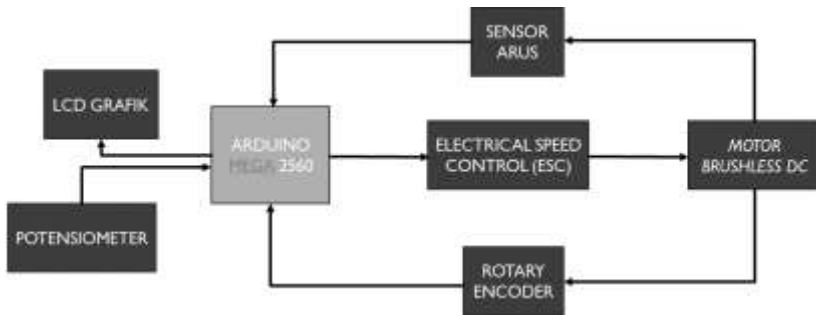 SENSOR
ARUS
LCD GRAFIK
ARDUINO
MEGA 2560
ELECTRICAL SPEED
CONTROL (ESC)
MOTOR
BRUSHLESS DC
POTENSIOMETER
ROTARY
ENCODER